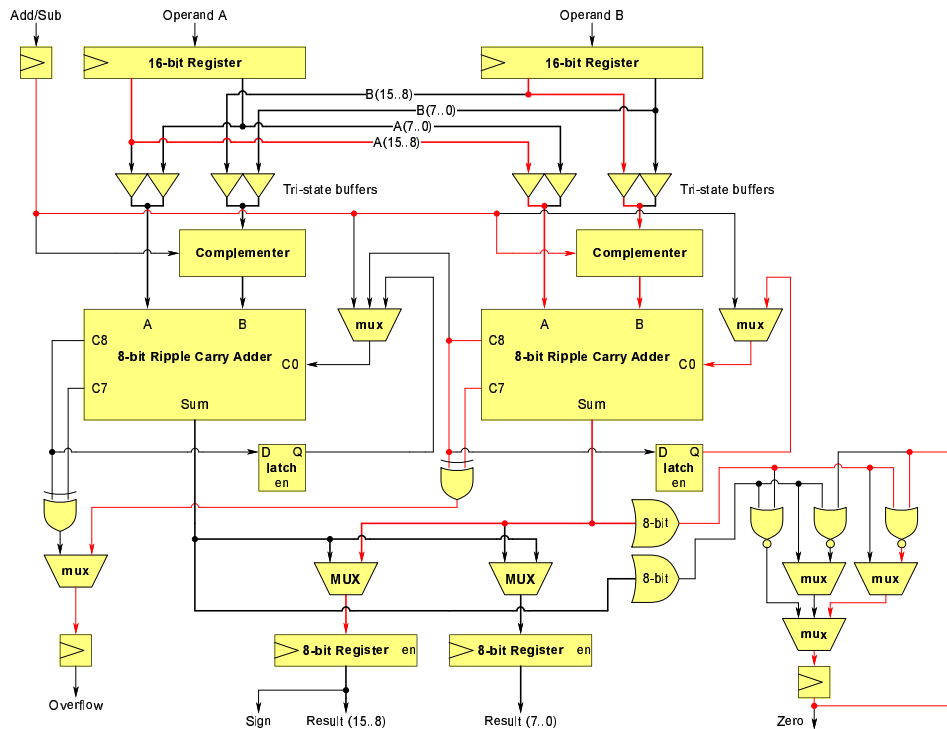 Add/Sub
Operand A
Operand B
16-bit Register
16-bit Register
B(15..8)
B(7..0)
A(7..0)
A(15..8)
Tri-state buffers
Tri-state buffers
Complementer
Complementer
A
B
mux
A
B
mux
C8
8-bit Ripple Carry Adder
C0
C8
8-bit Ripple Carry Adder
C0
C7
C7
Sum
Sum
D
Q
latch
en
D
Q
latch
en
8-bit
mux
MUX
MUX
8-bit
mux
mux
mux
8-bit Register
en
8-bit Register
en
Overflow
Sign
Result (15..8)
Result (7..0)
Zero